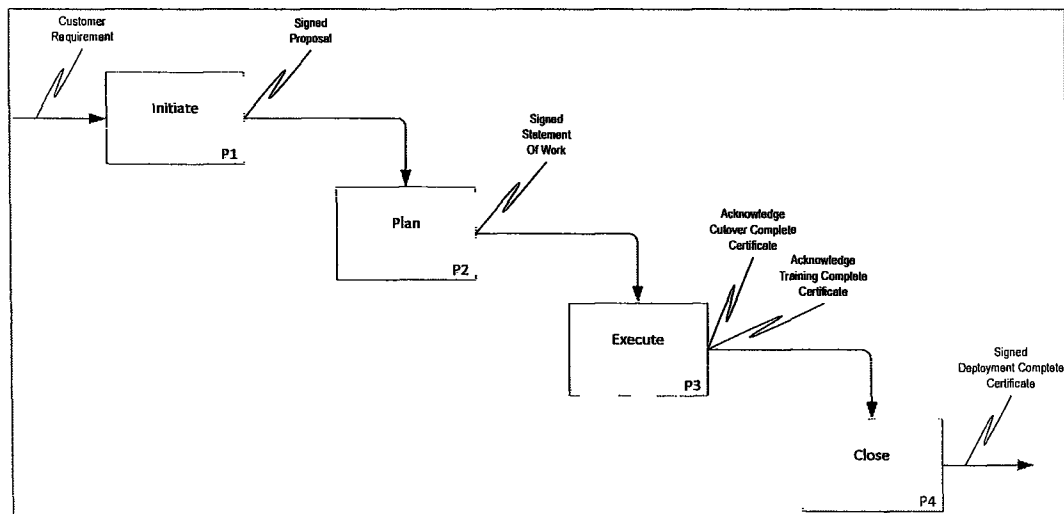 Customer
Requirement
Signed
Proposal
Initiate
P1
Signed
Statement
Of Work
Plan
P2
Acknowledge
Cutover Complete
Certificate
Acknowledge
Training Complete
Certificate
Execute
P3
Signed
Deployment Complete
Certificate
Close
P4